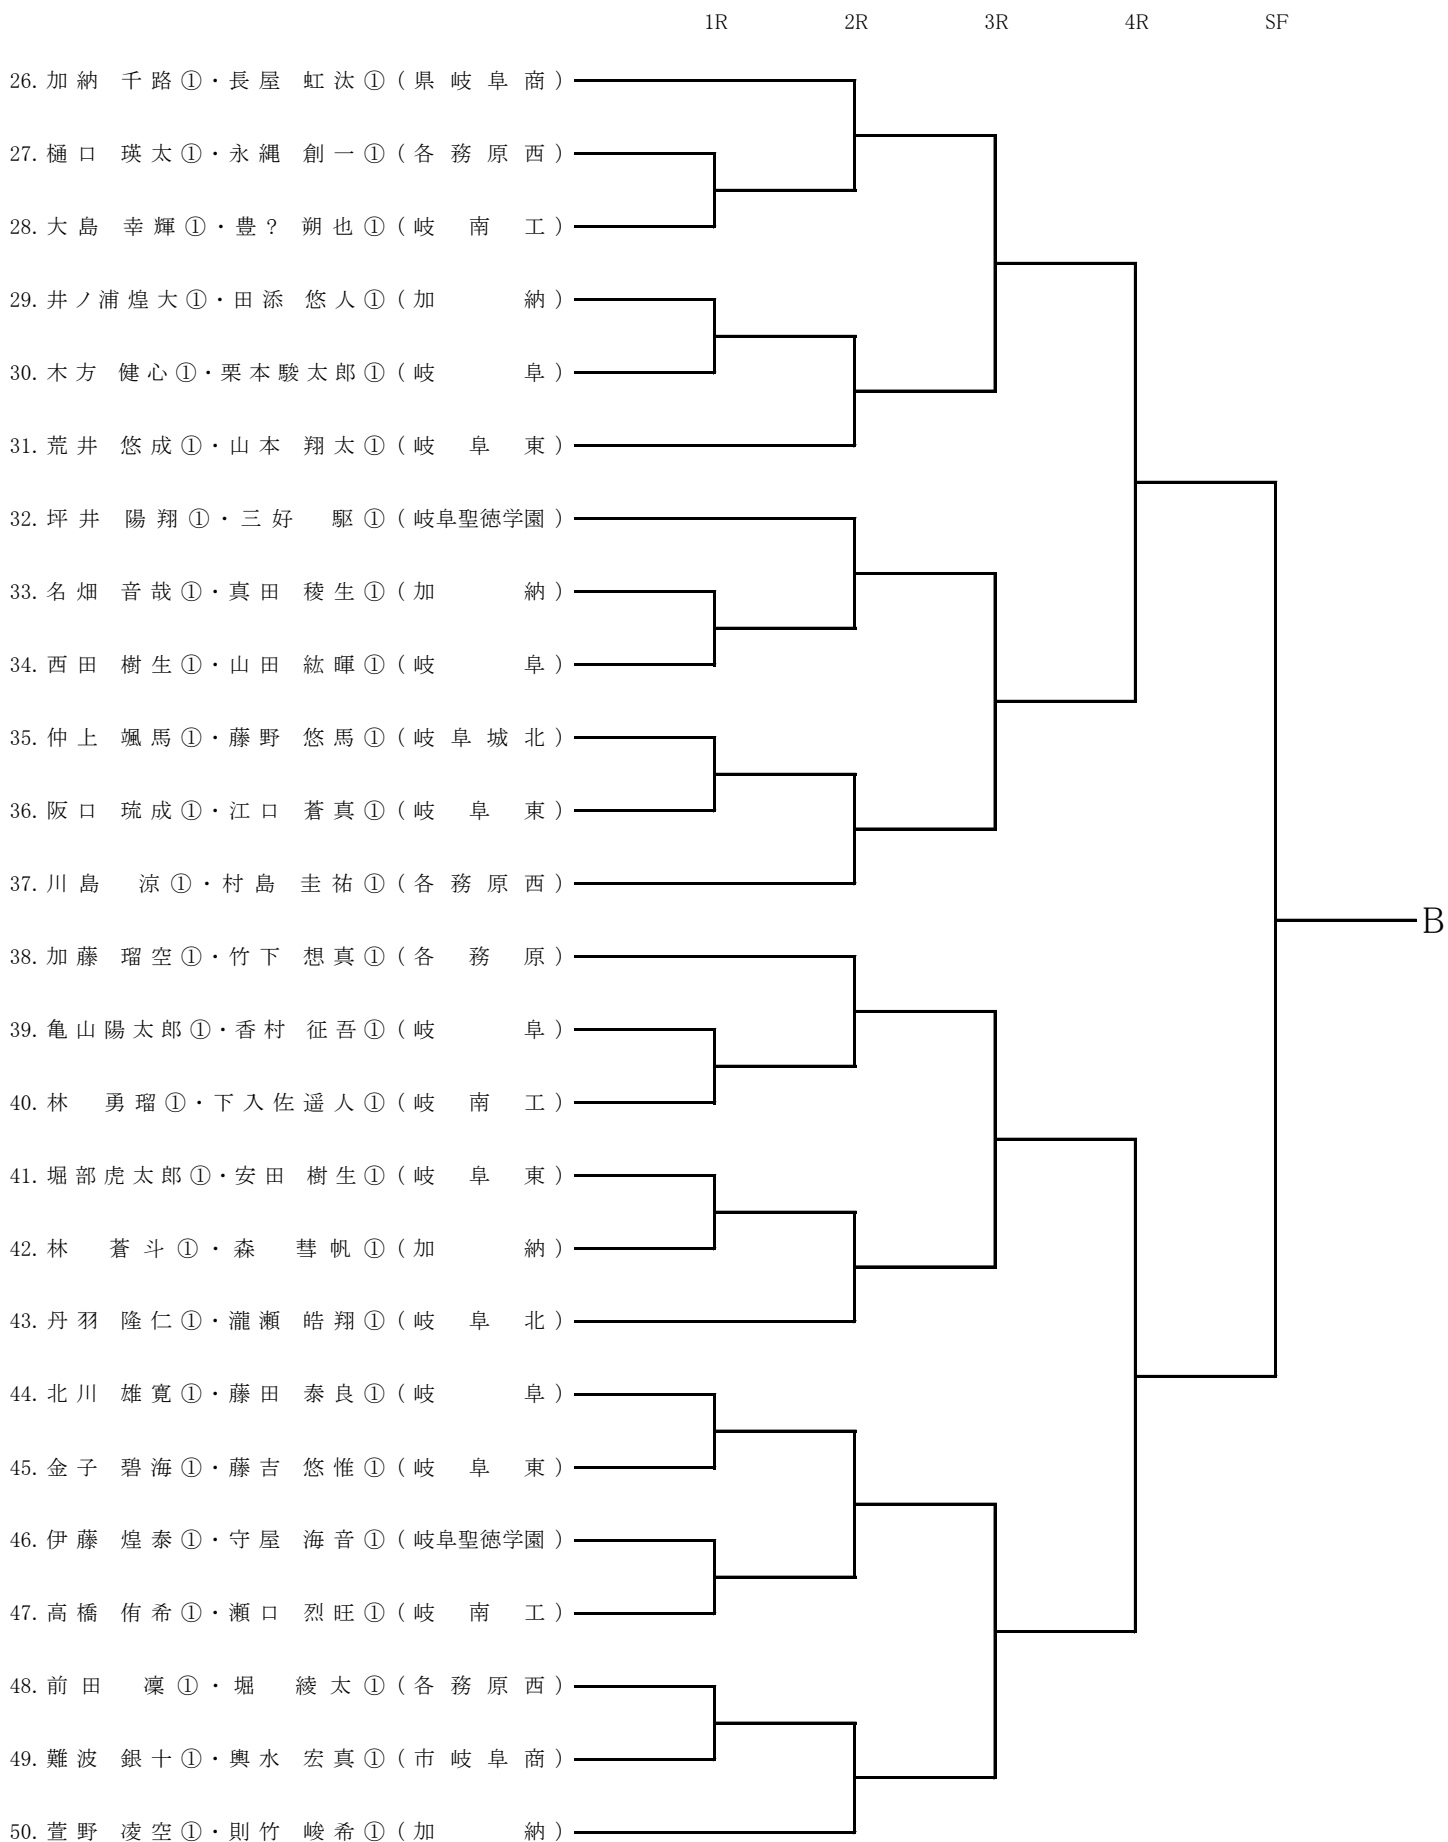 1R 2R 3R 4R SF
26. 加納 千路①・長屋 虹汰① (県岐阜商)
27. 樋口 瑛太①・永縄 創一① (各務原西)
28. 大島 幸輝①・豊? 朔也① (岐南工)
29. 井ノ浦煌大①・田添 悠人① (加納)
30. 木方 健心①・栗本駿太郎① (岐阜)
31. 荒井 悠成①・山本 翔太① (岐阜東)
32. 坪井 陽翔①・三好 駆① (岐阜聖徳学園)
33. 名畑 音哉①・真田 稜生① (加納)
34. 西田 樹生①・山田 紘暉① (岐阜)
35. 仲上 颯馬①・藤野 悠馬① (岐阜城北)
36. 阪口 琉成①・江口 蒼真① (岐阜東)
37. 川島 涼①・村島 圭祐① (各務原西)
B
38. 加藤 瑠空①・竹下 想真① (各務原)
39. 亀山陽太郎①・香村 征吾① (岐阜)
40. 林 勇瑠①・下入佐遥人① (岐南工)
41. 堀部虎太郎①・安田 樹生① (岐阜東)
42. 林 蒼斗①・森 彗帆① (加納)
43. 丹羽 隆仁①・瀧瀬 皓翔① (岐阜北)
44. 北川 雄寛①・藤田 泰良① (岐阜)
45. 金子 碧海①・藤吉 悠惟① (岐阜東)
46. 伊藤 煌泰①・守屋 海音① (岐阜聖徳学園)
47. 高橋 侑希①・瀬口 烈旺① (岐南工)
48. 前田 凜①・堀 綾太① (各務原西)
49. 難波 銀十①・輿水 宏真① (市岐阜商)
50. 萱野 凌空①・則竹 峻希① (加納)